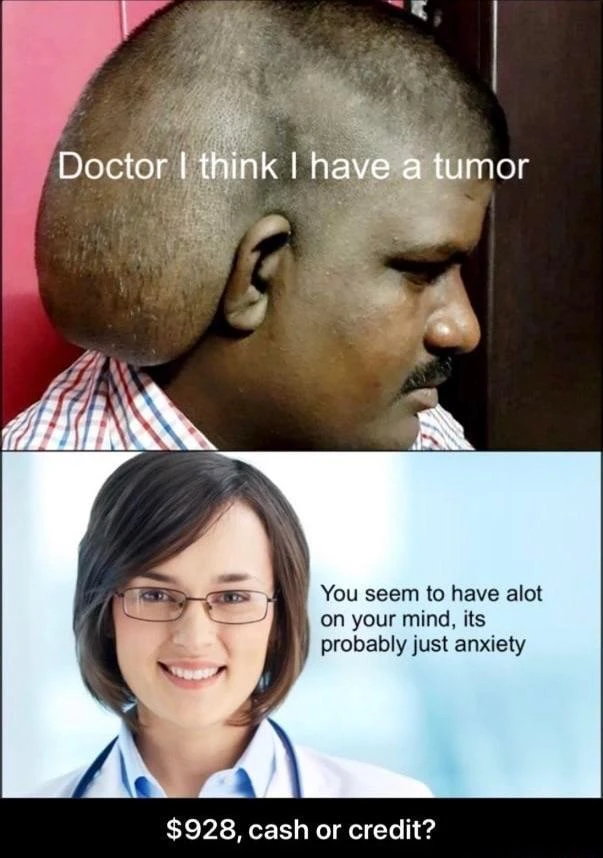 Doctor I think I have a tumor
You seem to have alot
on your mind, its
probably just anxiety
$928, cash or credit?